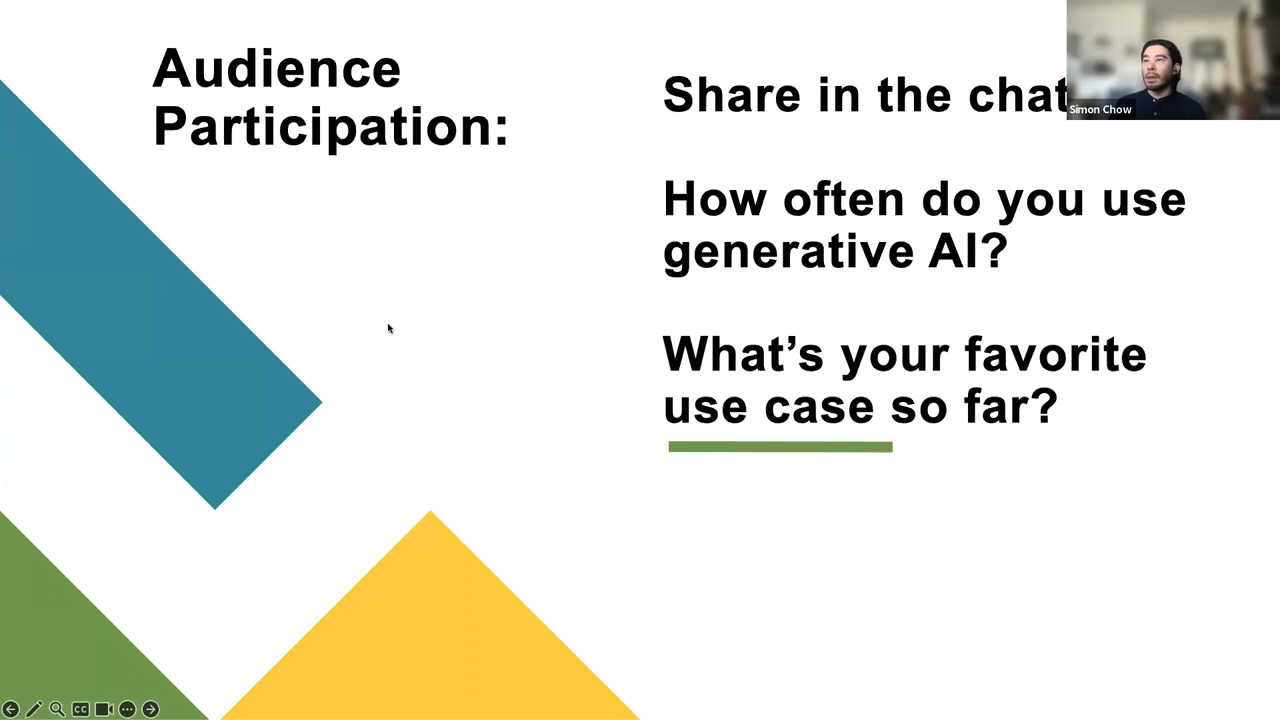 Audience
Participation:
Share in the chat
How often do you use
generative AI?
What’s your favorite
use case so far?
Simon Chow
CC